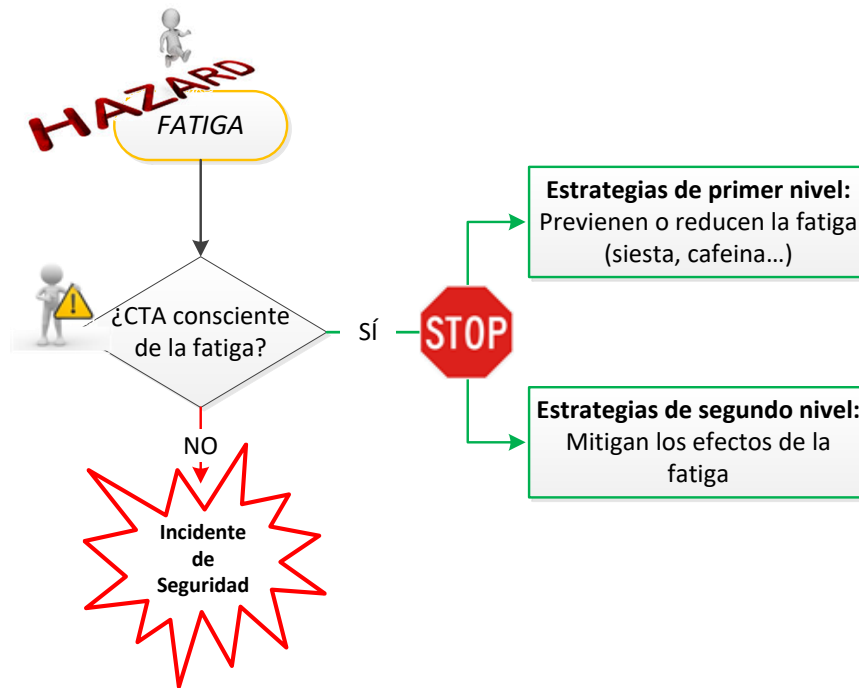 HAZARD
FATIGA
¿CTA consciente
de la fatiga?
SÍ
STOP
Estrategias de primer nivel:
Previenen o reducen la fatiga
(siesta, cafeina…)
Estrategias de segundo nivel:
Mitigan los efectos de la
fatiga
NO
Incidente
de
Seguridad